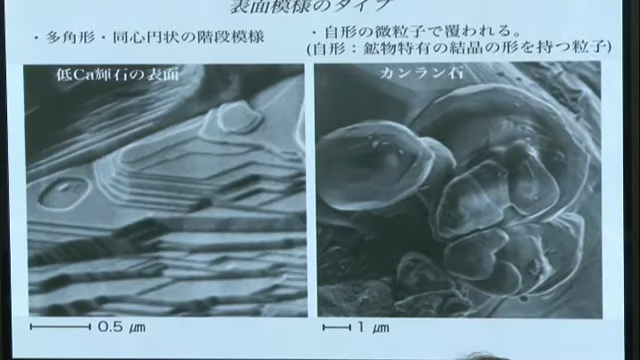 表面模様のタイプ
・多角形・同心円状の階段模様
・自形の微粒子で覆われる。
(自形：鉱物特有の結晶の形を持つ粒子)
低Ca輝石の表面
カンラン石
0.5 μm
1 μm